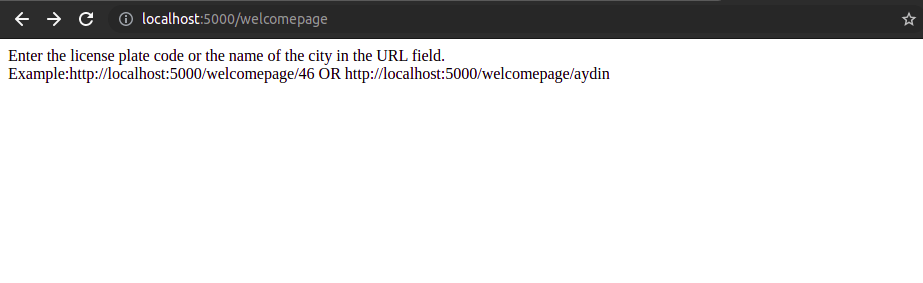 localhost:5000/welcomepage
Enter the license plate code or the name of the city in the URL field.
Example:http://localhost:5000/welcomepage/46 OR http://localhost:5000/welcomepage/aydin